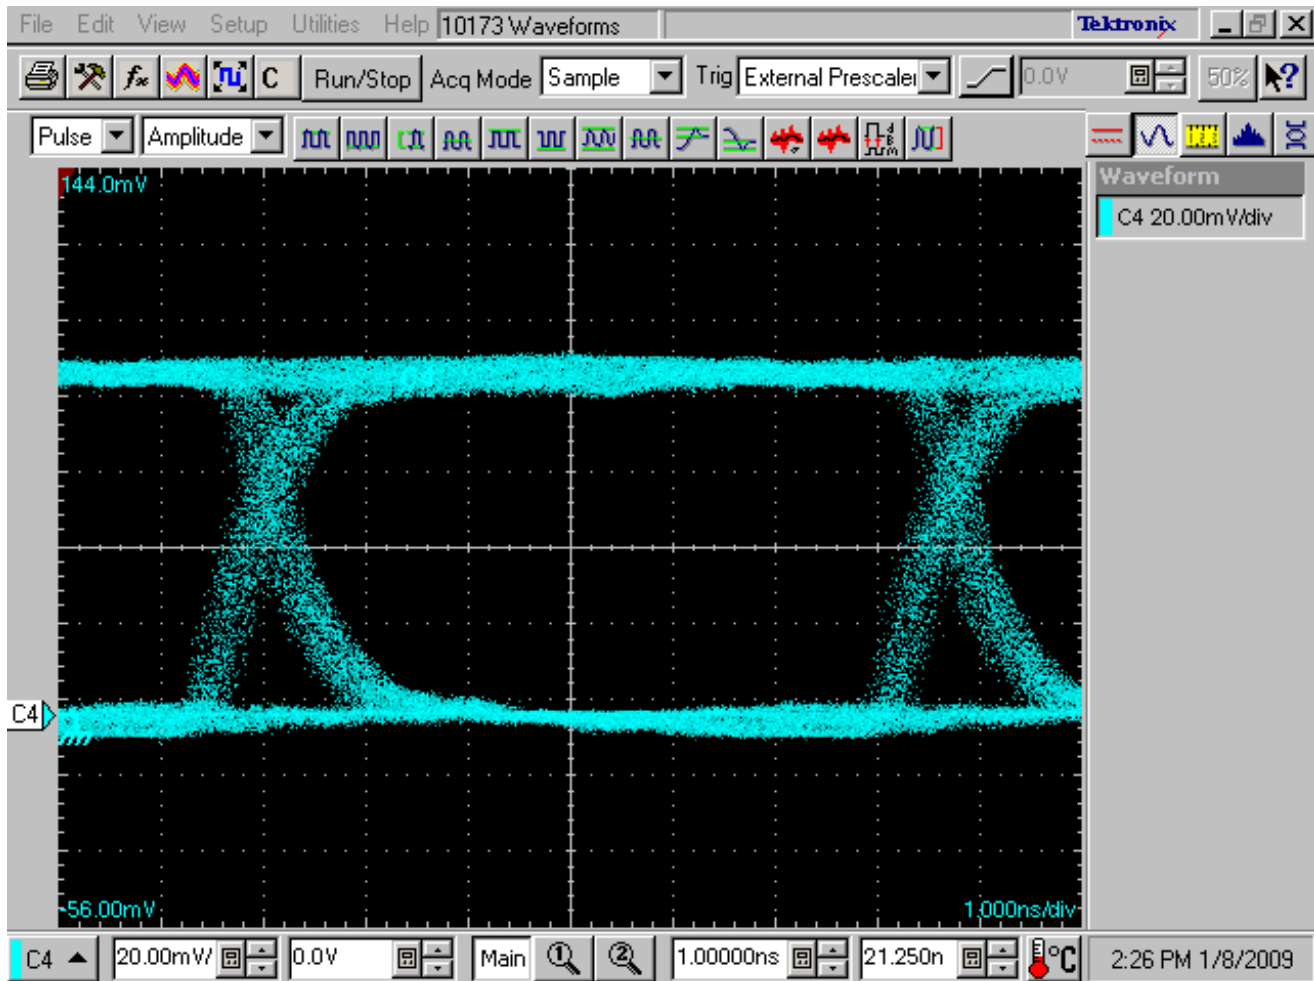 File Edit View Setup Utilities Help 10173 Waveforms Tektronix
C Run/Stop Acq Mode Sample Trig External Prescaler 0.0V 50%
Pulse Amplitude
144.0mV
Waveform
C4 20.00mV/div
C4
-56.00mV
1.000ns/div
C4 20.00mV/ 0.0V Main 1 2 1.00000ns 21.250n °C 2:26 PM 1/8/2009